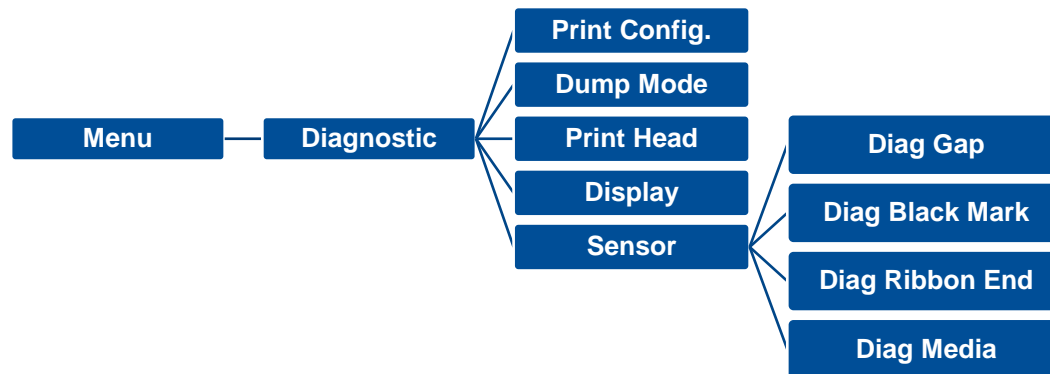 Print Config.
Dump Mode
Menu
Diagnostic
Print Head
Display
Sensor
Diag Gap
Diag Black Mark
Diag Ribbon End
Diag Media